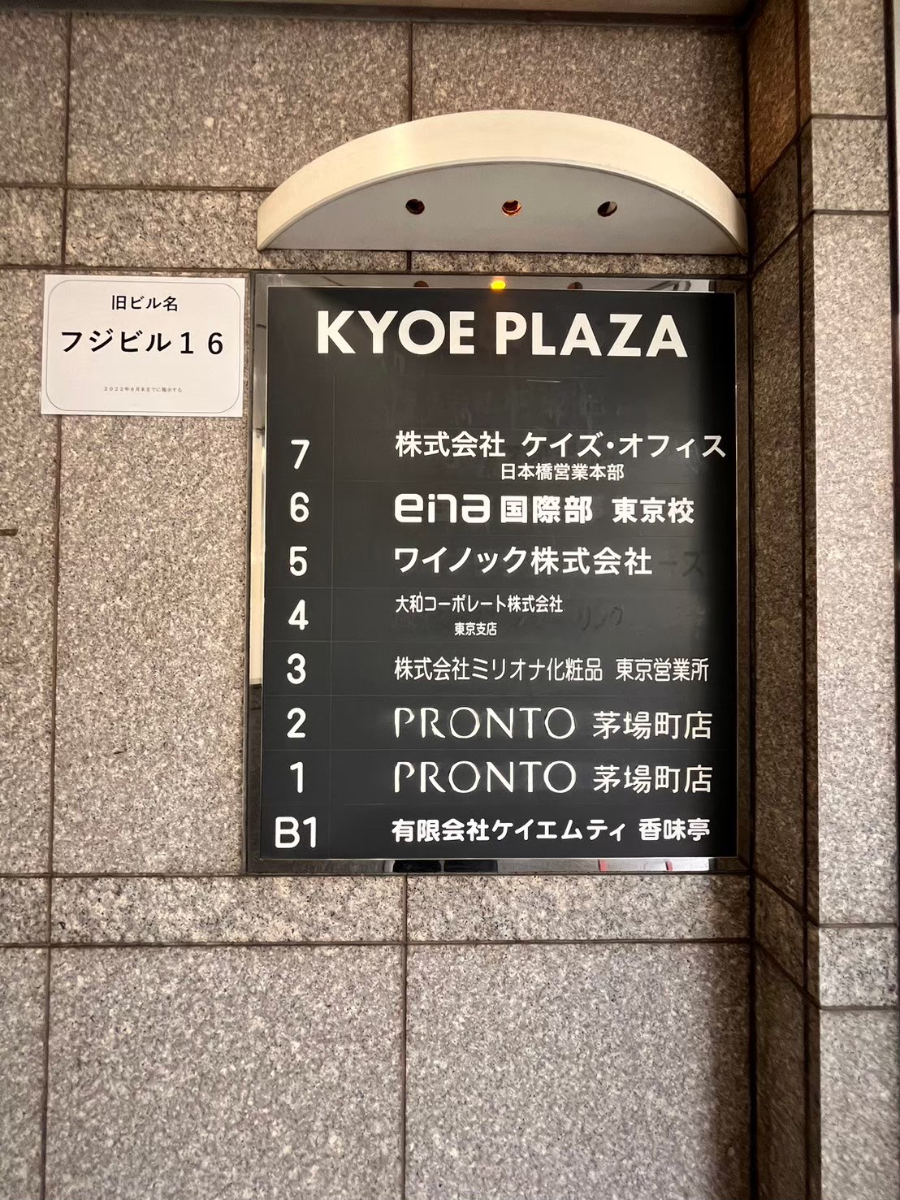 旧ビル名
フジビル１６
KYOE PLAZA
7 株式会社 ケイズ・オフィス
日本橋営業本部
6 ena 国際部 東京校
5 ワイノック株式会社
4 大和コーポレート株式会社
東京支店
3 株式会社ミリオナ化粧品 東京営業所
2 PRONTO 茅場町店
1 PRONTO 茅場町店
B1 有限会社ケイエムティ 香味亭